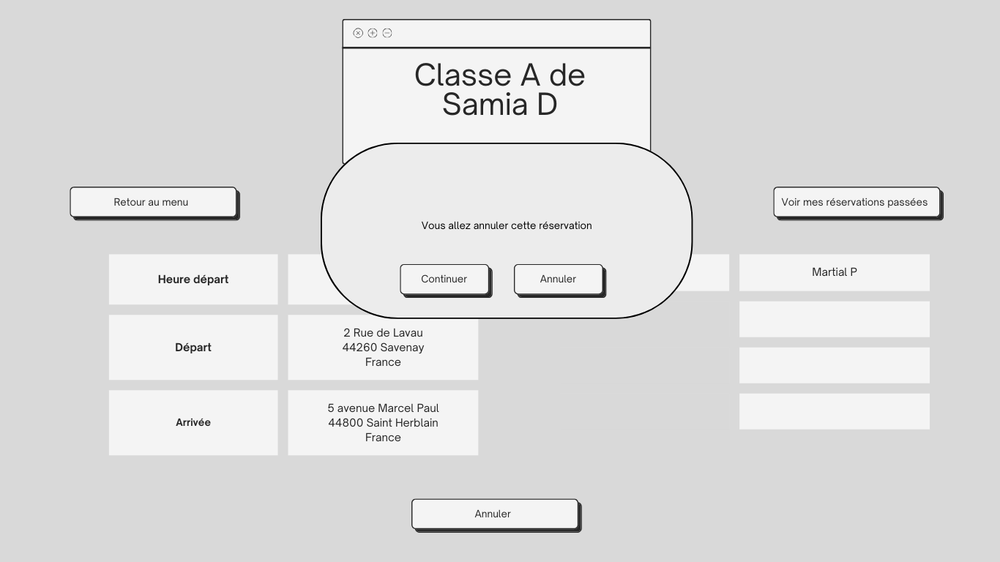 Classe A de
Samia D
Retour au menu
Voir mes réservations passées
Vous allez annuler cette réservation
Continuer
Annuler
Heure départ
Martial P
Départ
2 Rue de Lavau
44260 Savenay
France
Arrivée
5 avenue Marcel Paul
44800 Saint Herblain
France
Annuler